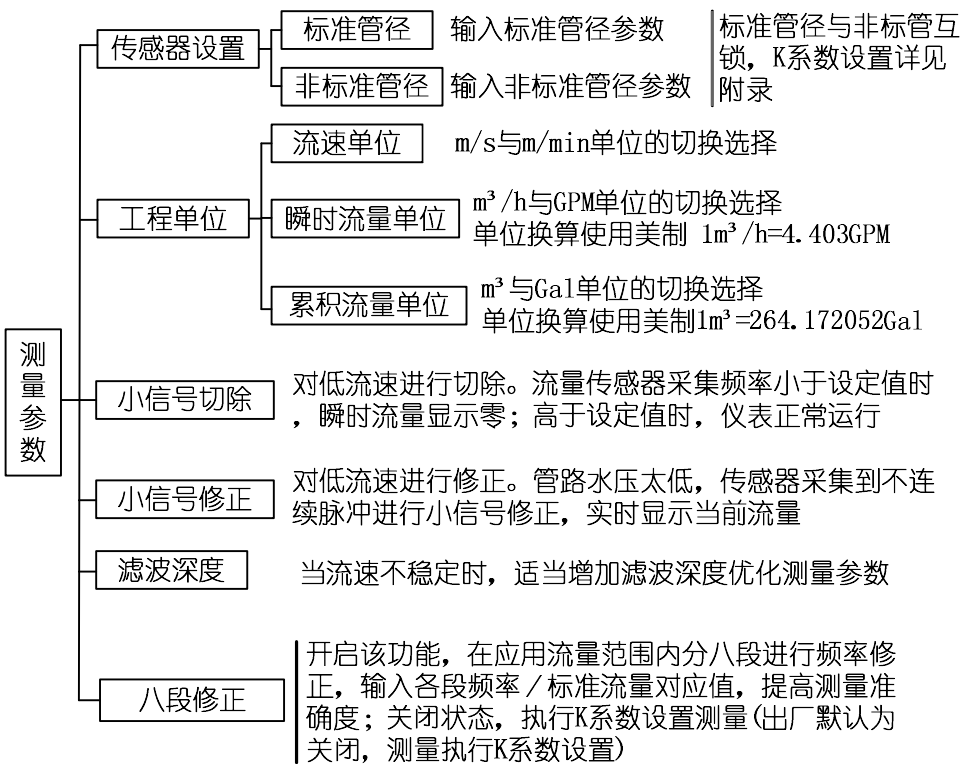 测量参数
传感器设置
标准管径
输入标准管径参数
非标准管径
输入非标准管径参数
标准管径与非标管互
锁，K系数设置详见
附录
工程单位
流速单位
m/s与m/min单位的切换选择
瞬时流量单位
m³/h与GPM单位的切换选择
单位换算使用美制 1m³/h=4.403GPM
累积流量单位
m³与Gal单位的切换选择
单位换算使用美制1m³=264.172052Gal
小信号切除
对低流速进行切除。流量传感器采集频率小于设定值时
，瞬时流量显示零；高于设定值时，仪表正常运行
小信号修正
对低流速进行修正。管路水压太低，传感器采集到不连
续脉冲进行小信号修正，实时显示当前流量
滤波深度
当流速不稳定时，适当增加滤波深度优化测量参数
八段修正
开启该功能，在应用流量范围内分八段进行频率修
正，输入各段频率／标准流量对应值，提高测量准
确度；关闭状态，执行K系数设置测量(出厂默认为
关闭，测量执行K系数设置)